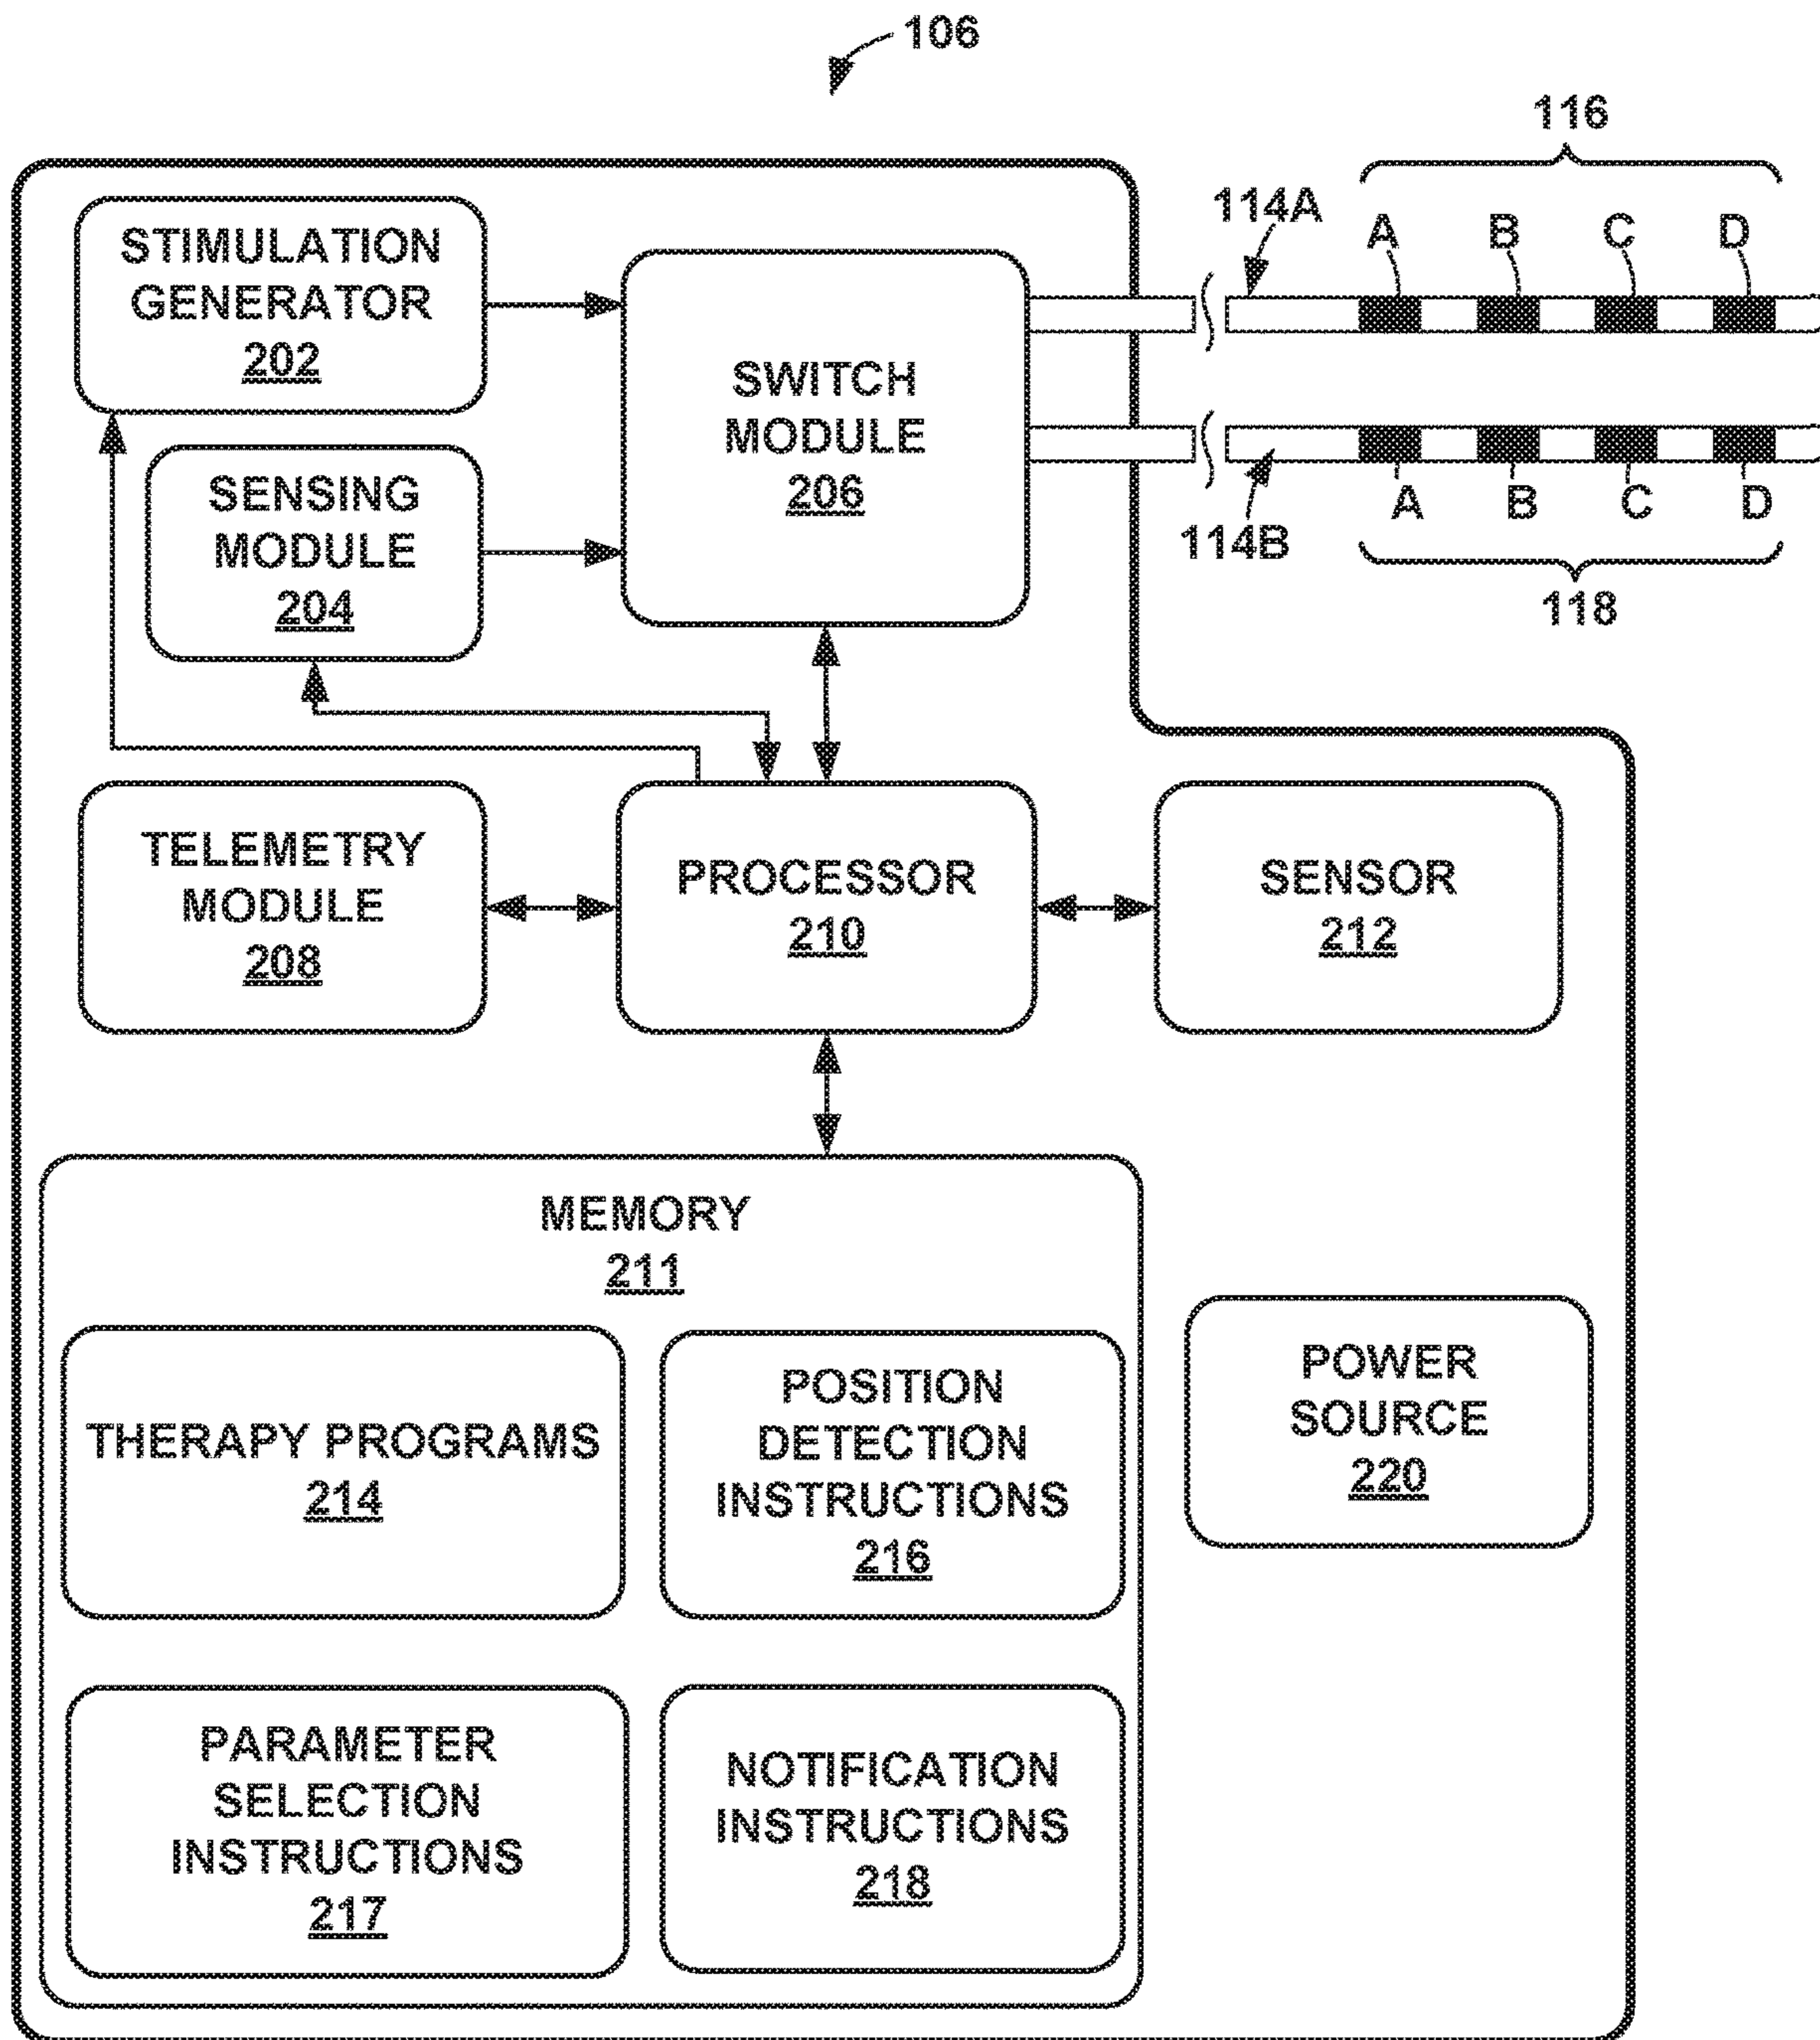 106
116
114A
A B C D
STIMULATION
GENERATOR
202
SWITCH
MODULE
206
SENSING
MODULE
204
A B C D
114B
118
TELEMETRY
MODULE
208
PROCESSOR
210
SENSOR
212
MEMORY
211
THERAPY PROGRAMS
214
POSITION
DETECTION
INSTRUCTIONS
216
POWER
SOURCE
220
PARAMETER
SELECTION
INSTRUCTIONS
217
NOTIFICATION
INSTRUCTIONS
218